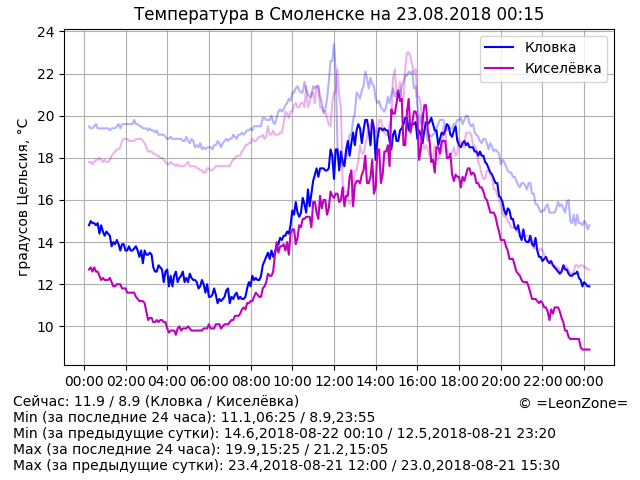 Температура в Смоленске на 23.08.2018 00:15
Кловка
Киселёвка
градусов Цельсия, °C
24
22
20
18
16
14
12
10
00:00 02:00 04:00 06:00 08:00 10:00 12:00 14:00 16:00 18:00 20:00 22:00 00:00
Сейчас: 11.9 / 8.9 (Кловка / Киселёвка)
© =LeonZone=
Min (за последние 24 часа): 11.1,06:25 / 8.9,23:55
Min (за предыдущие сутки): 14.6,2018-08-22 00:10 / 12.5,2018-08-21 23:20
Max (за последние 24 часа): 19.9,15:25 / 21.2,15:05
Max (за предыдущие сутки): 23.4,2018-08-21 12:00 / 23.0,2018-08-21 15:30